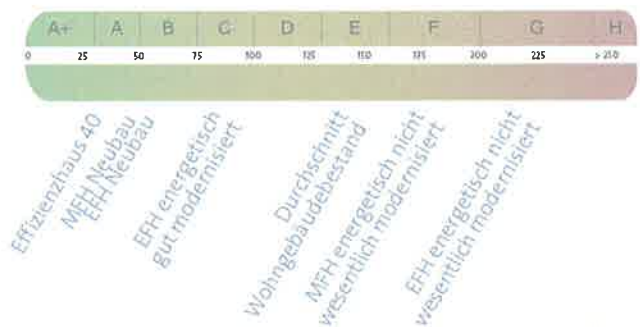 A+ A B C D E F G H
0 25 50 75 100 125 150 175 200 225 > 250
Effizienzhaus 40
MFH Neubau
EFH Neubau
EFH energetisch
gut modernisiert
Durchschnitt
Wohngebäudebestand
MFH energetisch nicht
wesentlich modernisiert
EFH energetisch nicht
wesentlich modernisiert